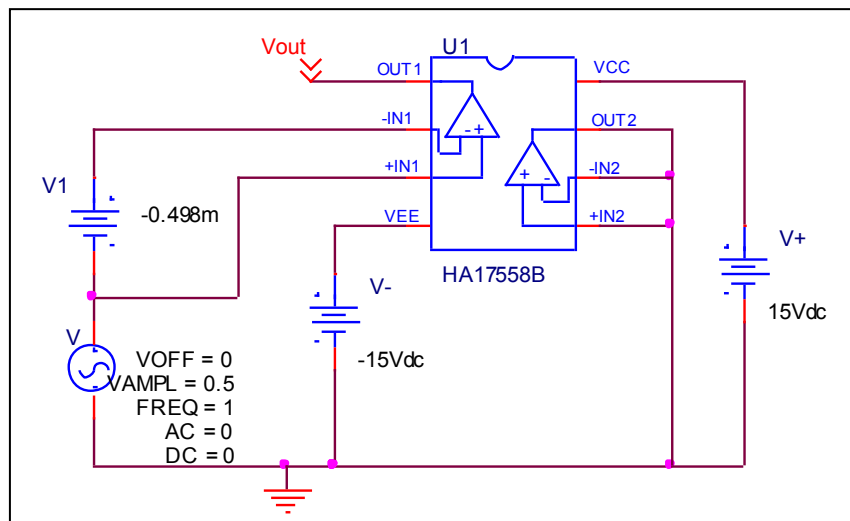 Vout
U1
OUT1
VCC
-IN1
OUT2
- +
+IN1
+ -
-IN2
V1
-0.498m
VEE
+IN2
HA17558B
V+
V-
15Vdc
-15Vdc
V
VOFF = 0
VAMPL = 0.5
FREQ = 1
AC = 0
DC = 0